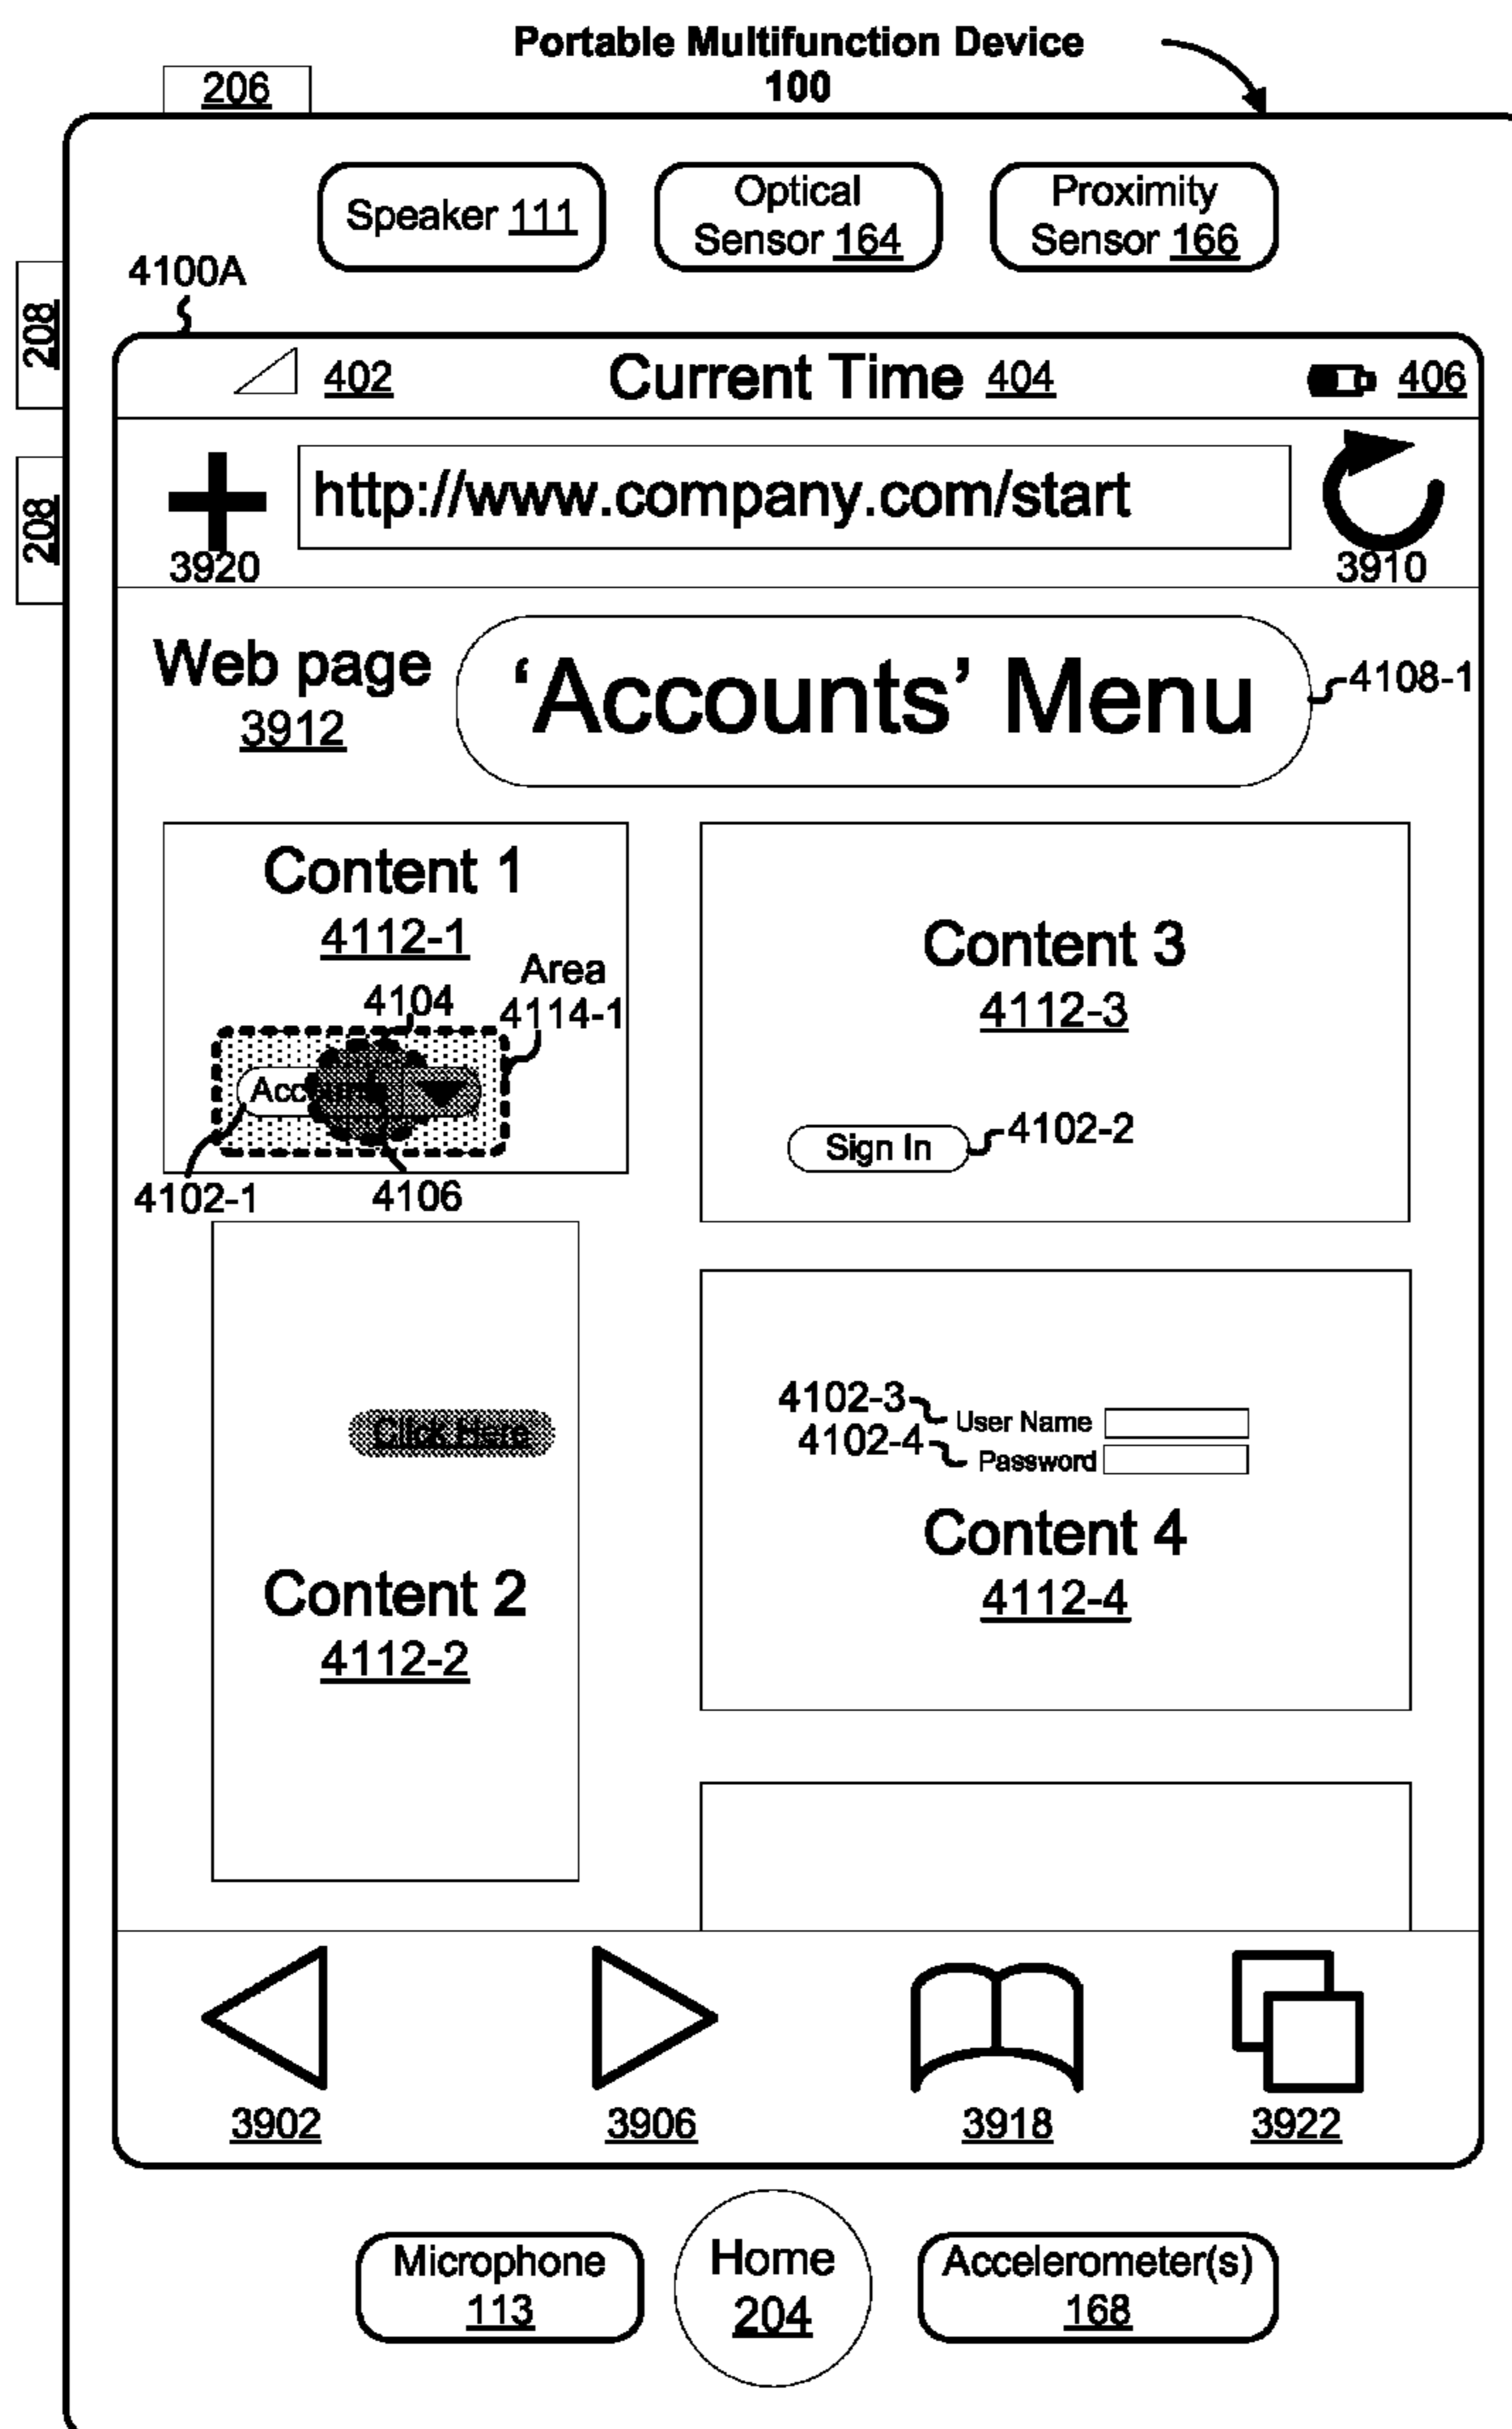 Portable Multifunction Device
100
206
Speaker 111
Optical
Sensor 164
Proximity
Sensor 166
4100A
208
208
402
Current Time 404
406
http://www.company.com/start
3920
3910
Web page
3912
‘Accounts’ Menu
4108-1
Content 1
4112-1
Area
4114-1
4104
4102-1
4106
Content 3
4112-3
Sign In
4102-2
Click Here
Content 2
4112-2
4102-3
User Name
4102-4
Password
Content 4
4112-4
3902
3906
3918
3922
Microphone
113
Home
204
Accelerometer(s)
168